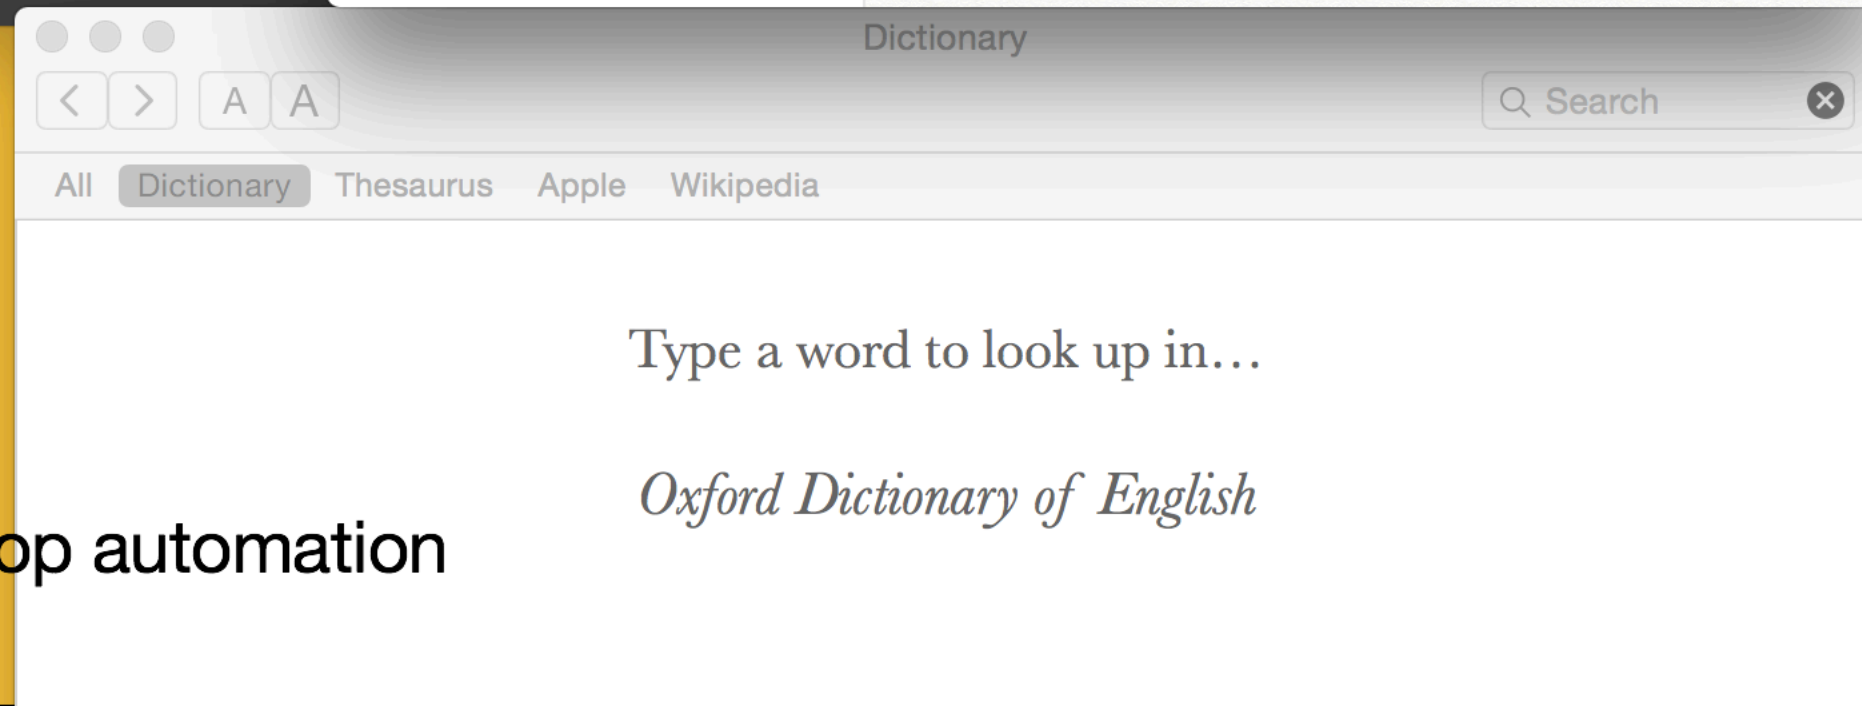 Dictionary
A A Search
All Dictionary Thesaurus Apple Wikipedia
Type a word to look up in...
Oxford Dictionary of English
op automation